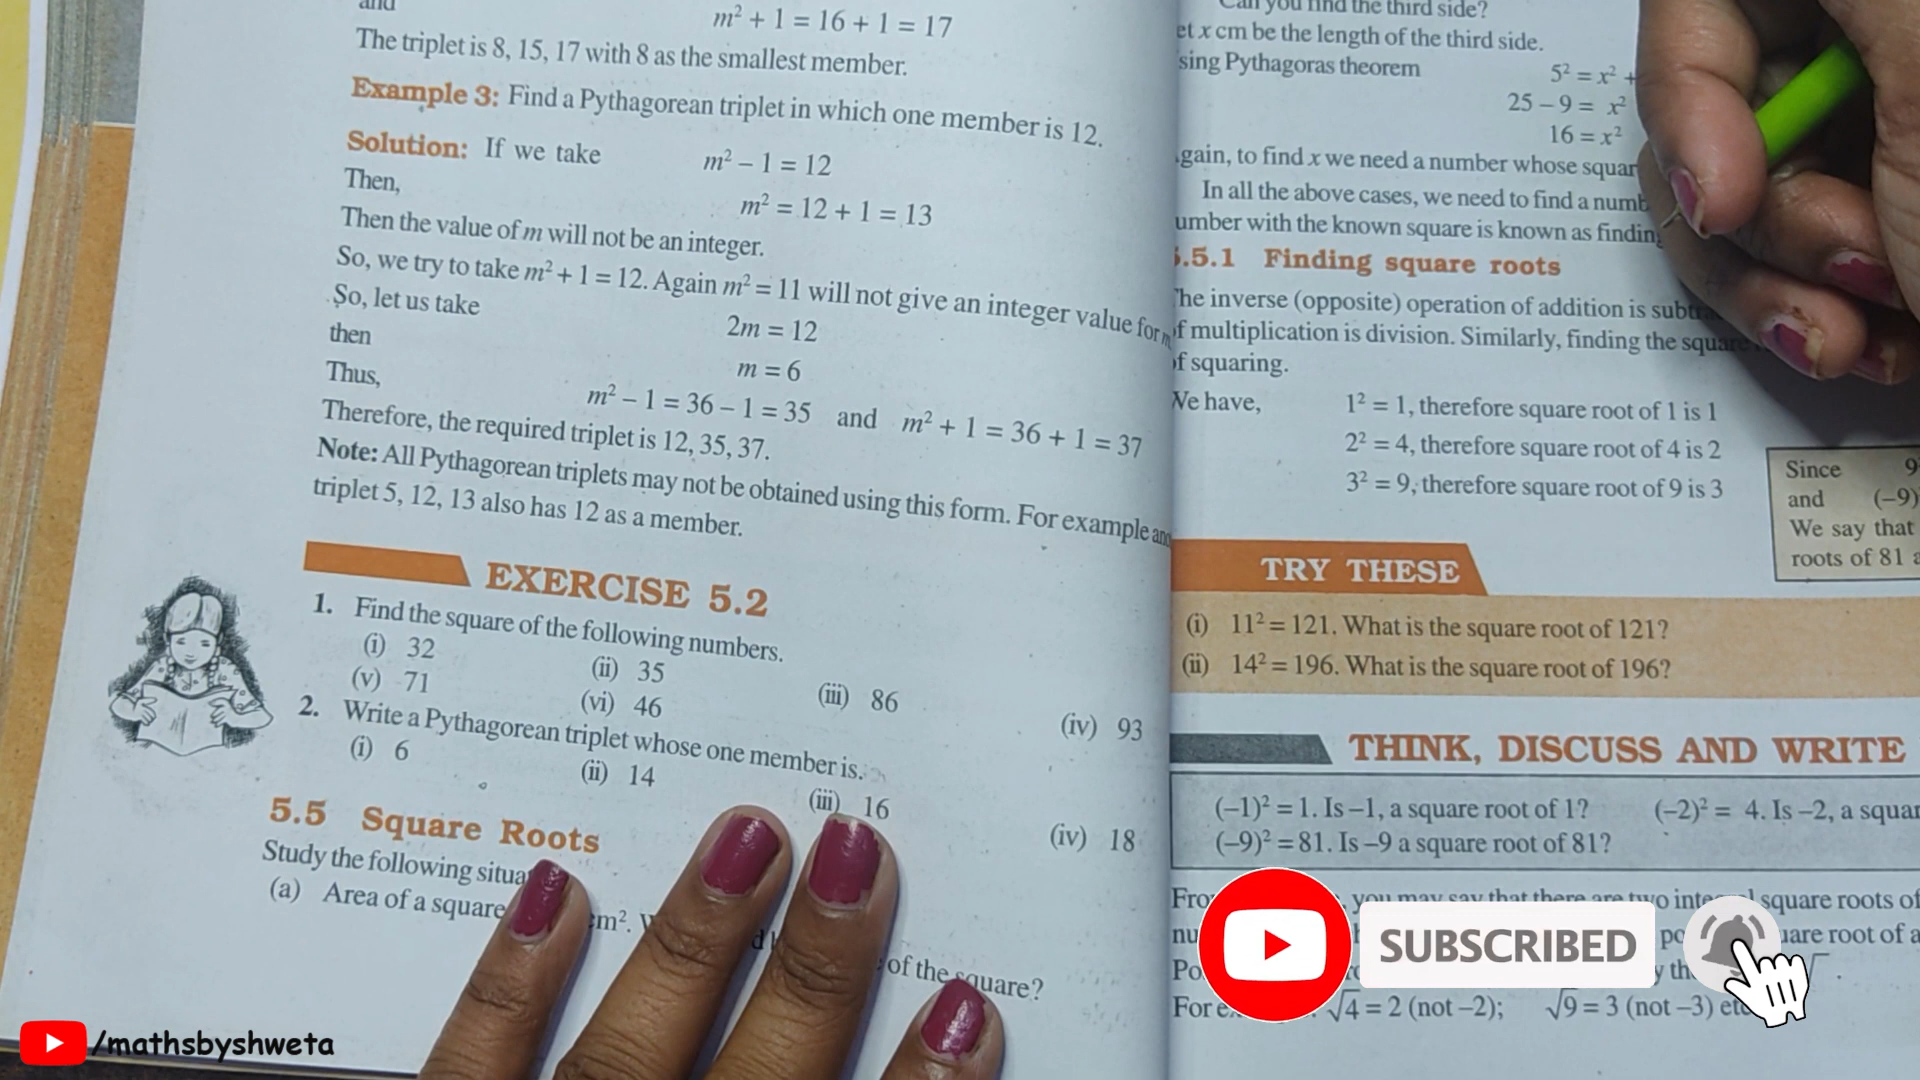 and
m² + 1 = 16 + 1 = 17
The triplet is 8, 15, 17 with 8 as the smallest member.
Example 3: Find a Pythagorean triplet in which one member is 12.
Solution: If we take m² – 1 = 12
Then, m² = 12 + 1 = 13
Then the value of m will not be an integer.
So, we try to take m² + 1 = 12. Again m² = 11 will not give an integer value for m
So, let us take 2m = 12
then m = 6
Thus, m² – 1 = 36 – 1 = 35 and m² + 1 = 36 + 1 = 37
Therefore, the required triplet is 12, 35, 37.
Note: All Pythagorean triplets may not be obtained using this form. For example
triplet 5, 12, 13 also has 12 as a member.
EXERCISE 5.2
1. Find the square of the following numbers.
(i) 32 (ii) 35 (iii) 86 (iv) 93
(v) 71 (vi) 46
2. Write a Pythagorean triplet whose one member is.
(i) 6 (ii) 14 (iii) 16 (iv) 18
5.5 Square Roots
Study the following
(a) Area of a square of the square?
/mathsbyshweta
Can you find the third side?
et x cm be the length of the third side.
sing Pythagoras theorem 5² = x² +
25 – 9 = x²
16 = x²
gain, to find x we need a number whose squar
In all the above cases, we need to find a numb
umber with the known square is known as finding
.5.1 Finding square roots
The inverse (opposite) operation of addition is
of multiplication is division. Similarly, finding the square
of squaring.
We have, 1² = 1, therefore square root of 1 is 1
2² = 4, therefore square root of 4 is 2
3² = 9, therefore square root of 9 is 3
Since 9
and (–9)
We say that
roots of 81 a
TRY THESE
(i) 11² = 121. What is the square root of 121?
(ii) 14² = 196. What is the square root of 196?
THINK, DISCUSS AND WRITE
(–1)² = 1. Is –1, a square root of 1? (–2)² = 4. Is –2, a squar
(–9)² = 81. Is –9 a square root of 81?
you may say that there are two square roots of
root of a
√4 = 2 (not –2); √9 = 3 (not –3)
SUBSCRIBED